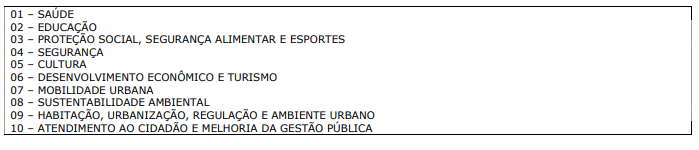 01 – SAÚDE
02 – EDUCAÇÃO
03 – PROTEÇÃO SOCIAL, SEGURANÇA ALIMENTAR E ESPORTES
04 – SEGURANÇA
05 – CULTURA
06 – DESENVOLVIMENTO ECONÔMICO E TURISMO
07 – MOBILIDADE URBANA
08 – SUSTENTABILIDADE AMBIENTAL
09 – HABITAÇÃO, URBANIZAÇÃO, REGULAÇÃO E AMBIENTE URBANO
10 – ATENDIMENTO AO CIDADÃO E MELHORIA DA GESTÃO PÚBLICA